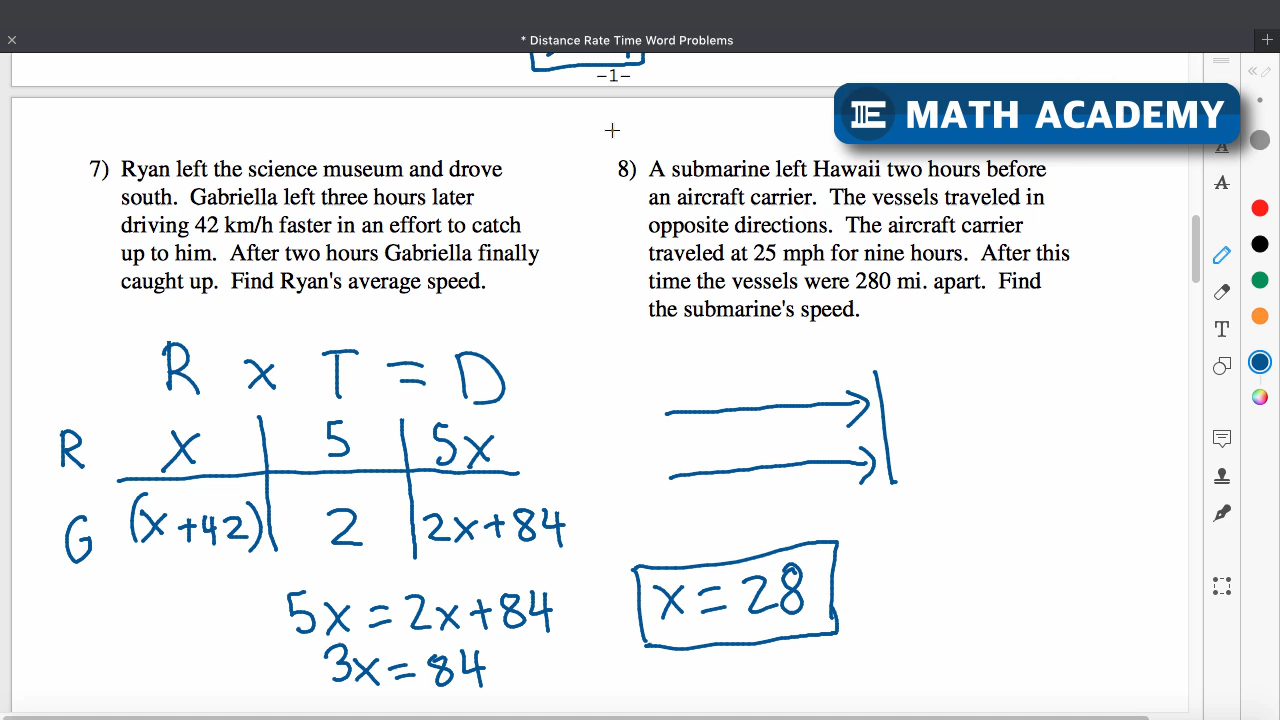 * Distance Rate Time Word Problems
-1-
MATH ACADEMY
7) Ryan left the science museum and drove
south. Gabriella left three hours later
driving 42 km/h faster in an effort to catch
up to him. After two hours Gabriella finally
caught up. Find Ryan's average speed.
8) A submarine left Hawaii two hours before
an aircraft carrier. The vessels traveled in
opposite directions. The aircraft carrier
traveled at 25 mph for nine hours. After this
time the vessels were 280 mi. apart. Find
the submarine's speed.
R x T = D
R x 5 5x
G (x+42) 2 2x+84
5x=2x+84
3x=84
x=28